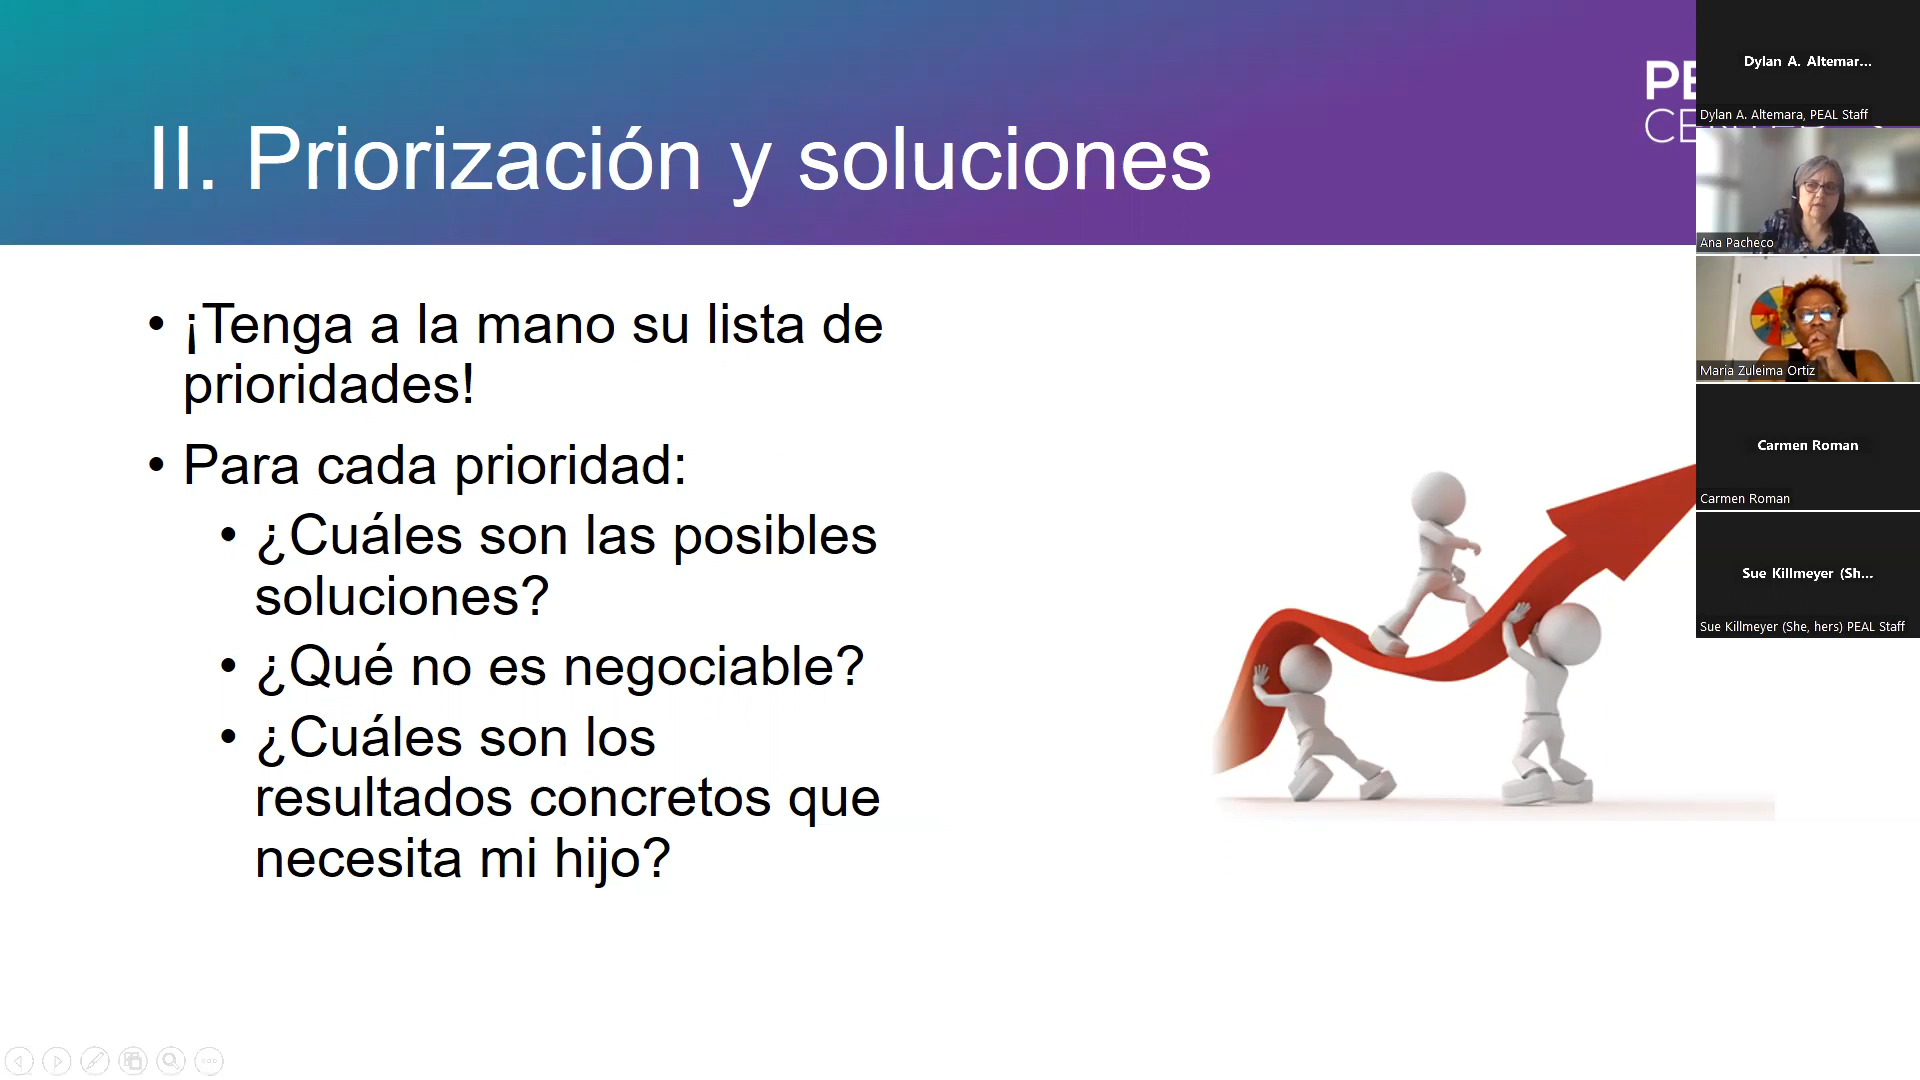 II. Priorización y soluciones
• ¡Tenga a la mano su lista de
prioridades!
• Para cada prioridad:
• ¿Cuáles son las posibles
soluciones?
• ¿Qué no es negociable?
• ¿Cuáles son los
resultados concretos que
necesita mi hijo?
Dylan A. Altemar...
Dylan A. Altemara, PEAL Staff
Ana Pacheco
Maria Zuleima Ortiz
Carmen Roman
Carmen Roman
Sue Killmeyer (Sh...
Sue Killmeyer (She, hers) PEAL Staff